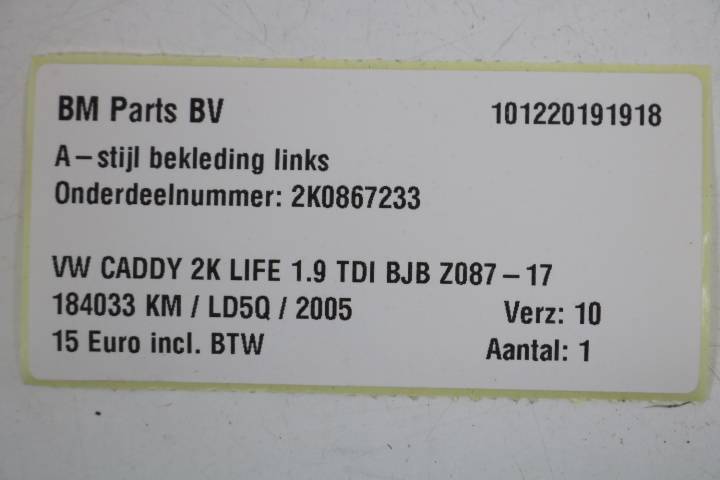 BM Parts BV 101220191918
A-stijl bekleding links
Onderdeelnummer: 2K0867233
VW CADDY 2K LIFE 1.9 TDI BJB Z087-17
184033 KM / LD5Q / 2005 Verz: 10
15 Euro incl. BTW Aantal: 1